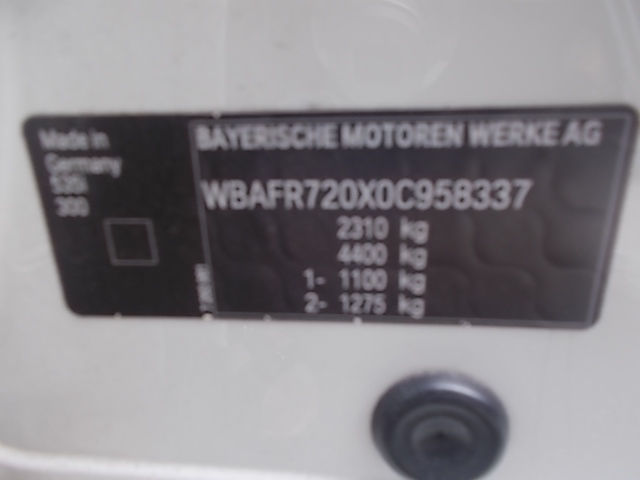 Made in
Germany
300
BAYERISCHE MOTOREN WERKE AG
WBAFR720X0C958337
2310 kg
4400 kg
1- 1100 kg
2- 1275 kg